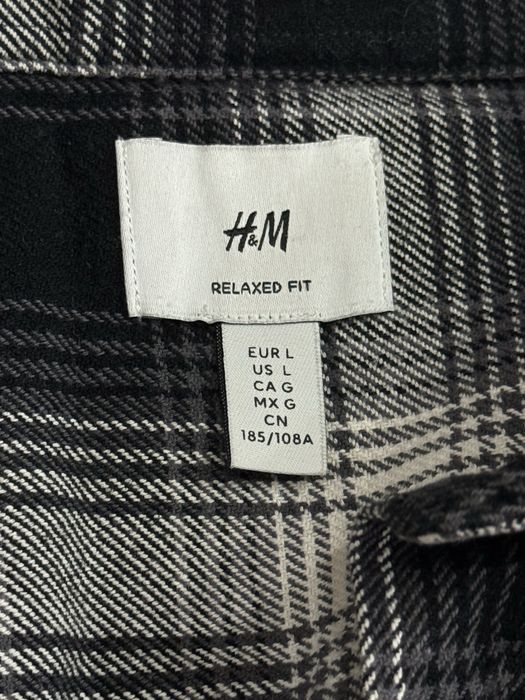 H&M
RELAXED FIT
EUR L
US L
CA G
MX G
CN
185/108A